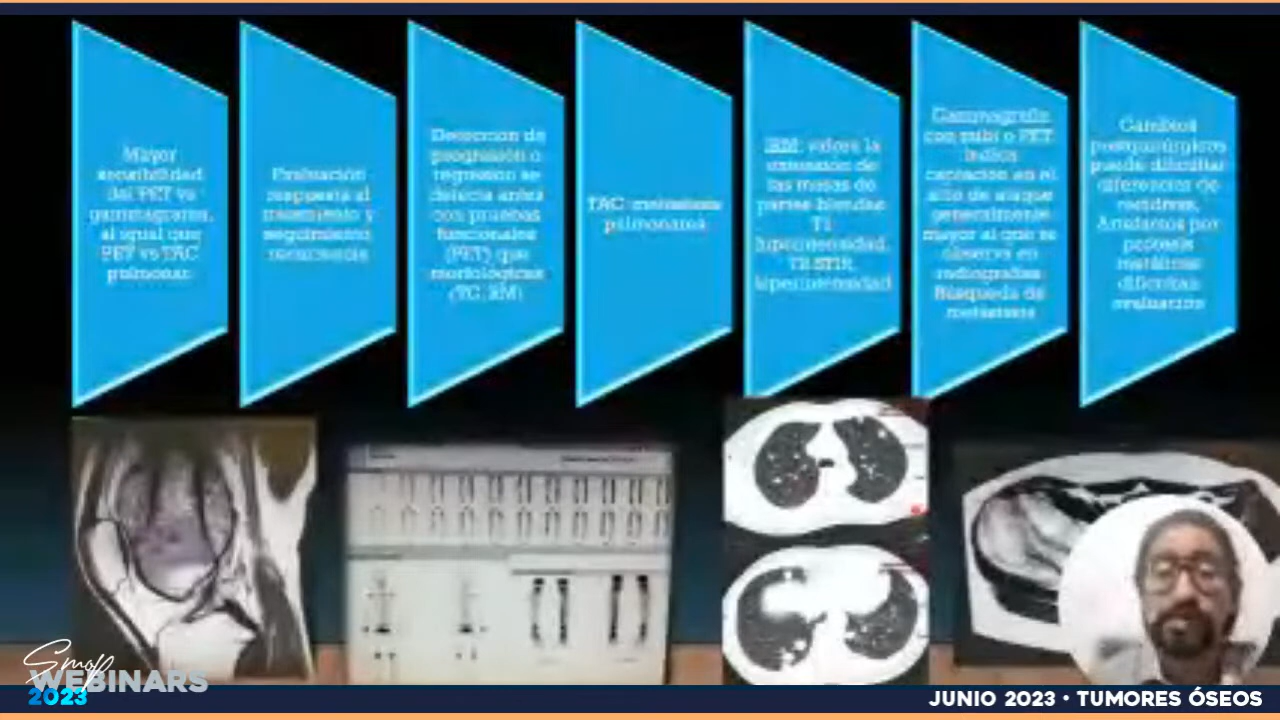 Mayor
sensibilidad
del PET vs
gammagrama,
al igual que
PET vs TAC
pulmonar.
Evaluación
respuesta al
tratamiento y
seguimiento
recurrencia
Detección de
progresión o
regresión se
detecta antes
con pruebas
funcionales
(PET) que
morfológicas
(TC, RM)
TAC: metástasis
pulmonares
RM: valora la
extensión de
las masas de
partes blandas
T1
hipointensidad,
T2 STIR,
hiperintensidad
Gammagrafía
con mibi o PET
indica
captación en el
sitio de ataque
generalmente
mayor al que se
observa en
radiografías
Búsqueda de
metástasis
Cambios
postquirúrgicos
puede dificultar
diferencias de
Artefactos por
prótesis
metálicas
dificultan
evaluación
Smo
WEBINARS
2023
JUNIO 2023 • TUMORES ÓSEOS